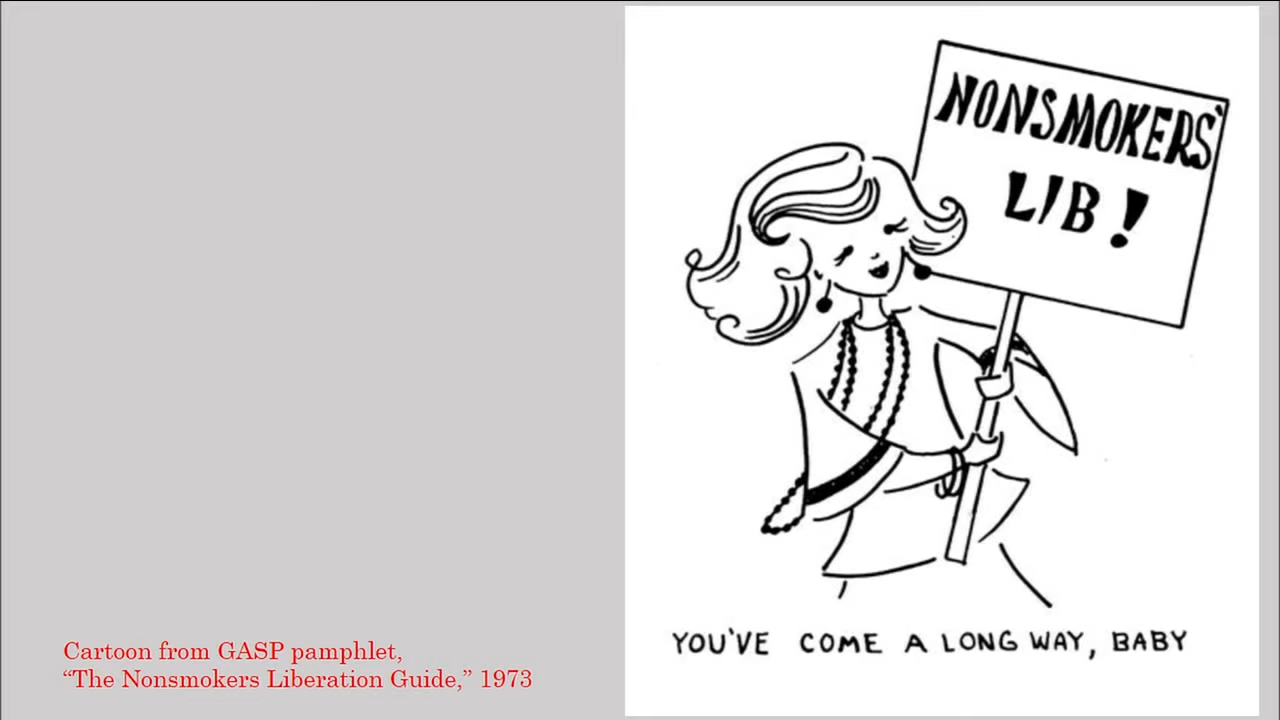 NONSMOKERS'
LIB!
YOU'VE COME A LONG WAY, BABY
Cartoon from GASP pamphlet,
“The Nonsmokers Liberation Guide,” 1973